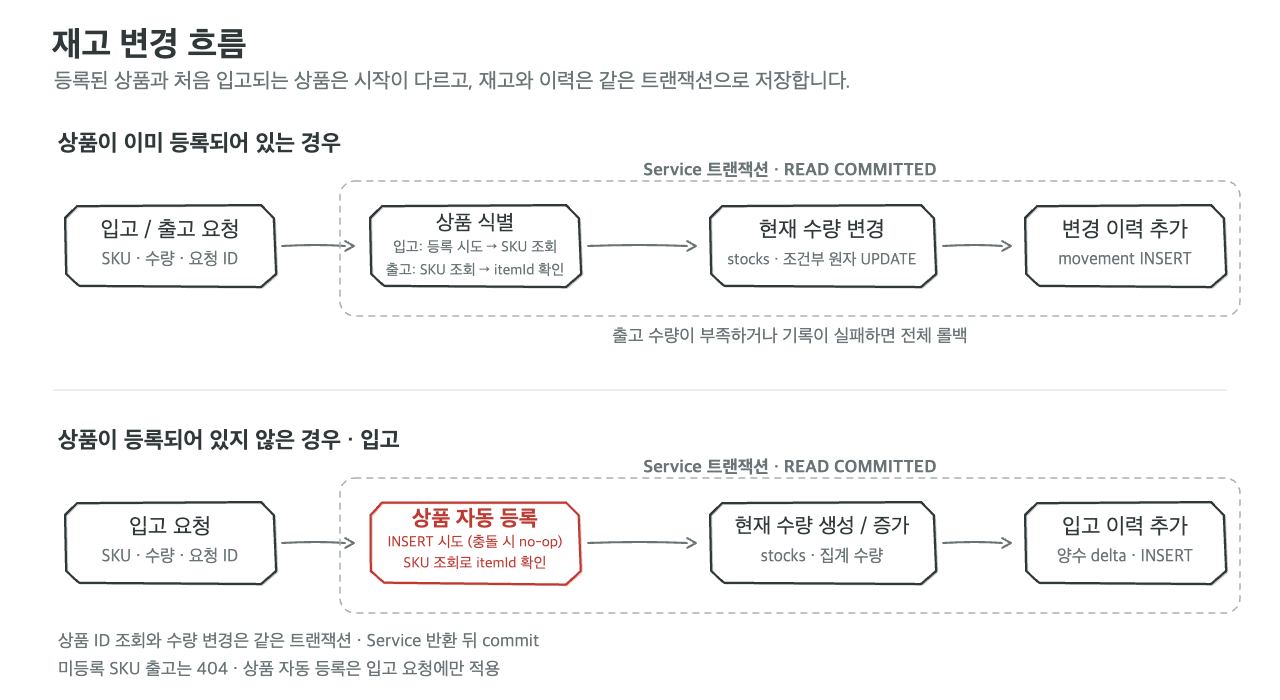 재고 변경 흐름
등록된 상품과 처음 입고되는 상품은 시작이 다르고, 재고와 이력은 같은 트랜잭션으로 저장합니다.
상품이 이미 등록되어 있는 경우
Service 트랜잭션 · READ COMMITTED
입고 / 출고 요청
SKU · 수량 · 요청 ID
상품 식별
입고: 등록 시도 → SKU 조회
출고: SKU 조회 → itemId 확인
현재 수량 변경
stocks · 조건부 원자 UPDATE
변경 이력 추가
movement INSERT
출고 수량이 부족하거나 기록이 실패하면 전체 롤백
상품이 등록되어 있지 않은 경우 · 입고
Service 트랜잭션 · READ COMMITTED
입고 요청
SKU · 수량 · 요청 ID
상품 자동 등록
INSERT 시도 (충돌 시 no-op)
SKU 조회로 itemId 확인
현재 수량 생성 / 증가
stocks · 집계 수량
입고 이력 추가
양수 delta · INSERT
상품 ID 조회와 수량 변경은 같은 트랜잭션 · Service 반환 뒤 commit
미등록 SKU 출고는 404 · 상품 자동 등록은 입고 요청에만 적용